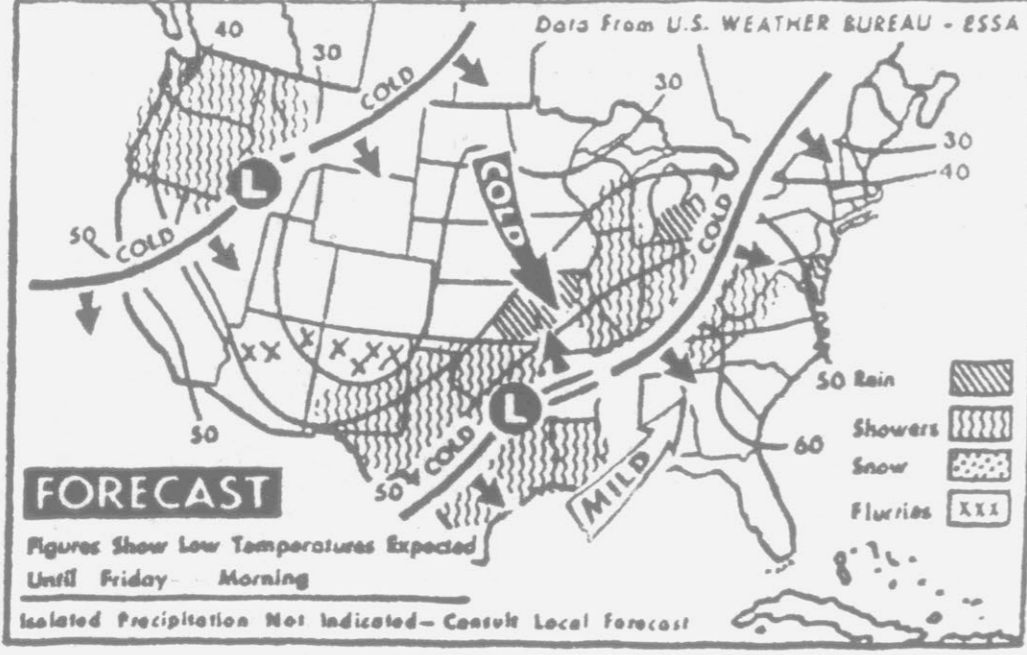 Data From U.S. WEATHER BUREAU - ESSA
40
30
COLD
30
30
40
L
COLD
COLD
50
COLD
50 Rain
L
Showers
60
50
COLD
Snow
50
MILD
FORECAST
Flurries XXX
Figures Show Low Temperatures Expected
Until Friday Morning
Isolated Precipitation Not Indicated— Consult Local Forecast